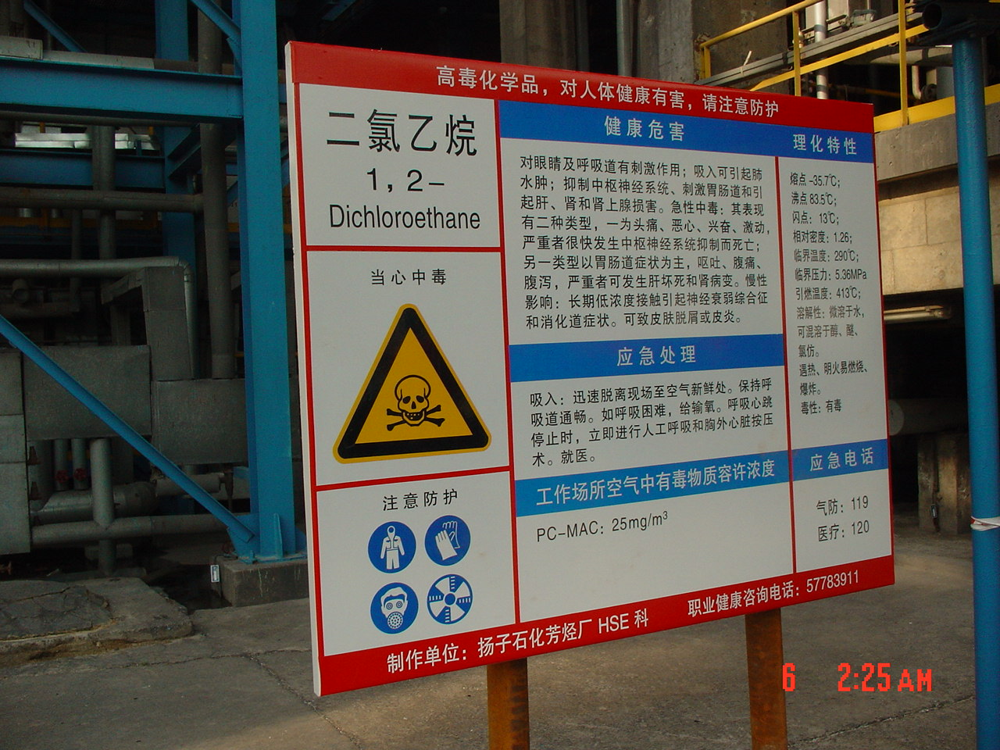 高毒化学品，对人体健康有害，请注意防护
二氯乙烷
1，2－
Dichloroethane
当心中毒
注意防护
健康危害
对眼睛及呼吸道有刺激作用；吸入可引起肺
水肿；抑制中枢神经系统、刺激胃肠道和引
起肝、肾和肾上腺损害。急性中毒：其表现
有二种类型，一为头痛、恶心、兴奋、激动，
严重者很快发生中枢神经系统抑制而死亡；
另一类型以胃肠道症状为主，呕吐、腹痛、
腹泻，严重者可发生肝坏死和肾病变。慢性
影响：长期低浓度接触引起神经衰弱综合征
和消化道症状。可致皮肤脱屑或皮炎。
应急处理
吸入：迅速脱离现场至空气新鲜处。保持呼
吸道通畅。如呼吸困难，给输氧。呼吸心跳
停止时，立即进行人工呼吸和胸外心脏按压
术。就医。
工作场所空气中有毒物质容许浓度
PC-MAC：25mg/m³
理化特性
熔点-35.7℃；
沸点83.5℃；
闪点：13℃；
相对密度：1.26；
临界温度：290℃；
临界压力：5.36MPa
引燃温度：413℃；
溶解性：微溶于水，
可混溶于醇、醚、
氯仿。
遇热、明火易燃烧、
爆炸。
毒性：有毒
应急电话
气防：119
医疗：120
制作单位：扬子石化芳烃厂 HSE 科 职业健康咨询电话：57783911
6 2:25 AM